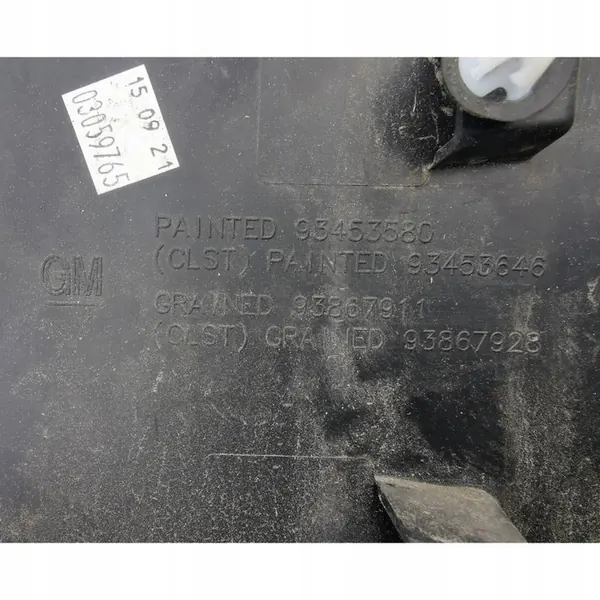 15 09 21
03059765
PAINTED 93453580
(CLST) PAINTED 93453646
GM
GRAINED 93867911
(CLST) GRAINED 93867928